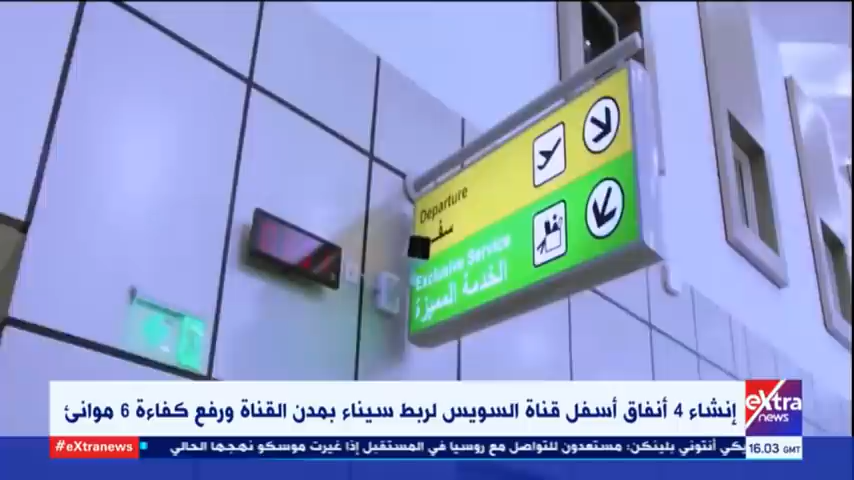 Departure
سفر
Exclusive Service
الخدمة المميزة
إنشاء 4 أنفاق أسفل قناة السويس لربط سيناء بمدن القناة ورفع كفاءة 6 موانئ
eXtra
news
#eXtranews
يكي أنتوني بلينكن: مستعدون للتواصل مع روسيا في المستقبل إذا غيرت موسكو نهجها الحالي
16.03 GMT